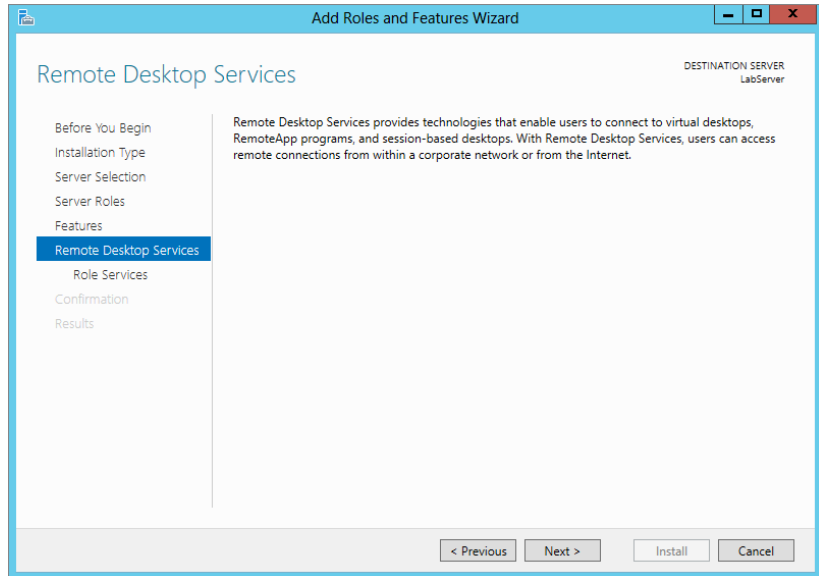 Add Roles and Features Wizard
Remote Desktop Services
DESTINATION SERVER
LabServer
Before You Begin
Installation Type
Server Selection
Server Roles
Features
Remote Desktop Services
Role Services
Confirmation
Results
Remote Desktop Services provides technologies that enable users to connect to virtual desktops,
RemoteApp programs, and session-based desktops. With Remote Desktop Services, users can access
remote connections from within a corporate network or from the Internet.
< Previous
Next >
Install
Cancel